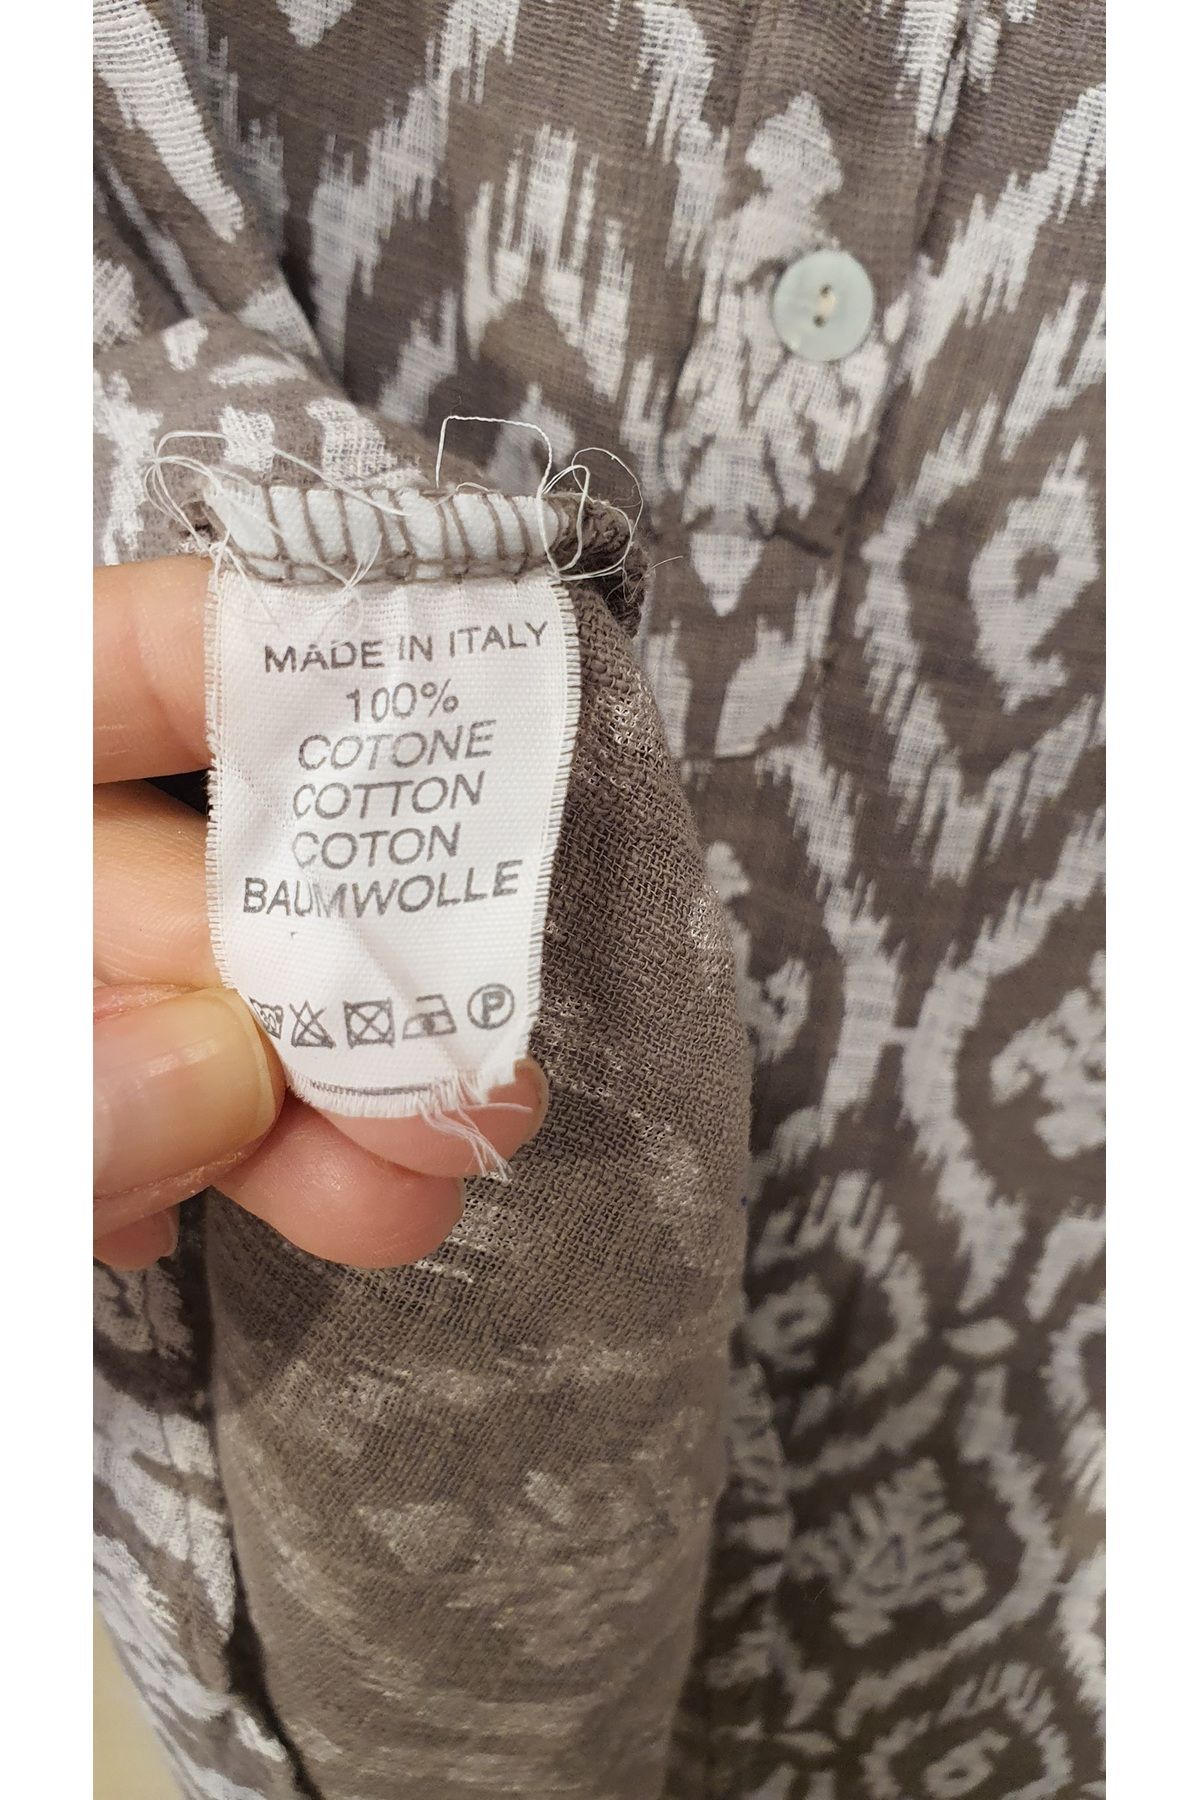 MADE IN ITALY
100%
COTONE
COTTON
COTON
BAUMWOLLE
P